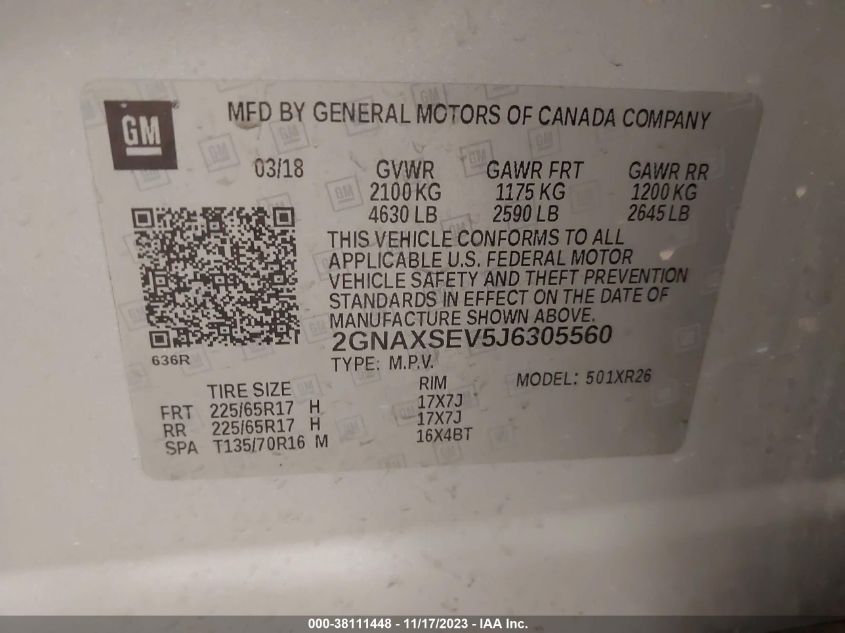 GM
MFD BY GENERAL MOTORS OF CANADA COMPANY
03/18 GVWR GAWR FRT GAWR RR
2100 KG 1175 KG 1200 KG
4630 LB 2590 LB 2645 LB
THIS VEHICLE CONFORMS TO ALL
APPLICABLE U.S. FEDERAL MOTOR
VEHICLE SAFETY AND THEFT PREVENTION
STANDARDS IN EFFECT ON THE DATE OF
MANUFACTURE SHOWN ABOVE.
2GNAXSEV5J6305560
636R
TYPE: M.P.V. MODEL: 501XR26
TIRE SIZE RIM
FRT 225/65R17 H 17X7J
RR 225/65R17 H 17X7J
SPA T135/70R16 M 16X4BT
000-38111448 - 11/17/2023 - IAA Inc.